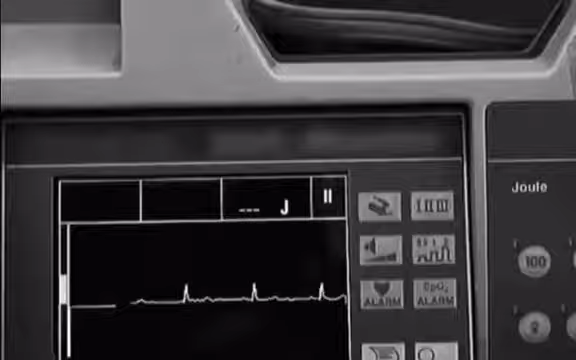 --- J II
I II III
Joule
100
ALARM
SpO₂
ALARM